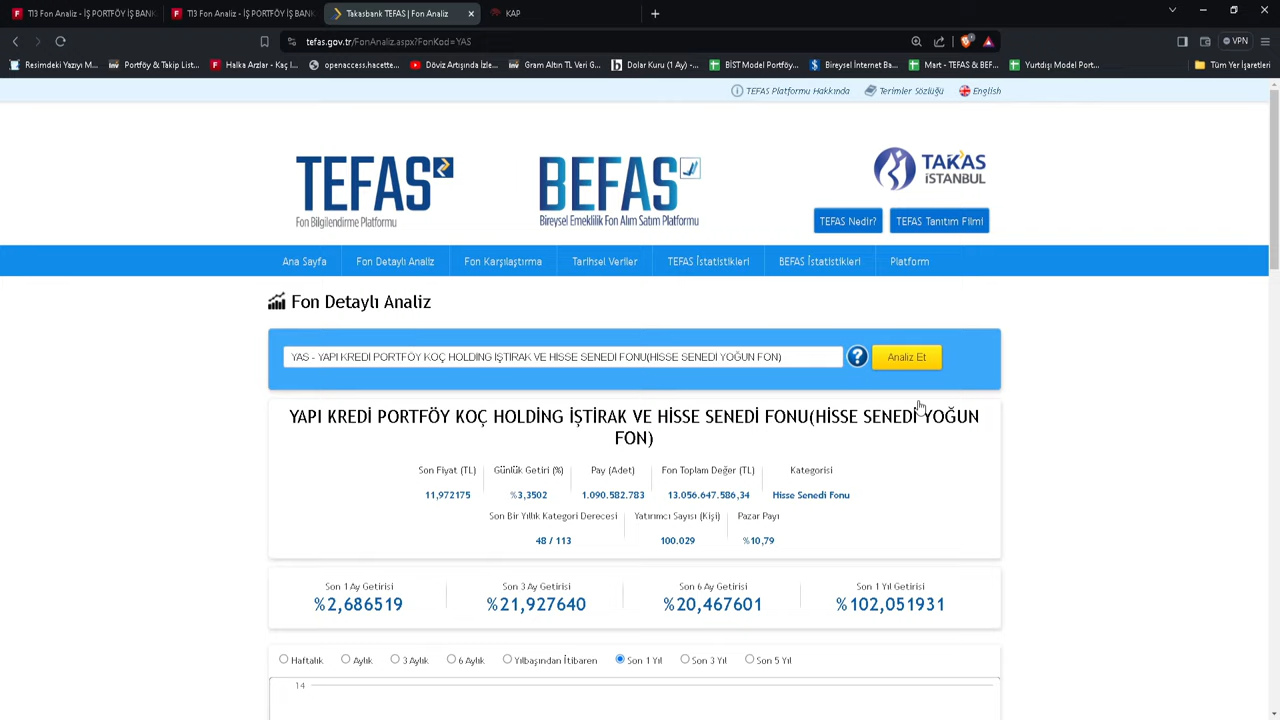 TI3 Fon Analiz - İŞ PORTFÖY İŞ BANK
TI3 Fon Analiz - İŞ PORTFÖY İŞ BANK
Takasbank TEFAS | Fon Analiz
KAP
tefas.gov.tr/FonAnaliz.aspx?FonKod=YAS
VPN
Resimdeki Yazıyı M...
Portföy & Takip List...
Halka Arzlar - Kaç l...
openaccess.hacette...
Döviz Artışında İzle...
Gram Altın TL Veri G...
Dolar Kuru (1 Ay) -...
BİST Model Portföy...
Bireysel İnternet Ba...
Mart - TEFAS & BEF...
Yurtdışı Model Port...
Tüm Yer İşaretleri
TEFAS Platformu Hakkında
Terimler Sözlüğü
English
TEFAS
Fon Bilgilendirme Platformu
BEFAS
Bireysel Emeklilik Fon Alım Satım Platformu
TAKAS
İSTANBUL
TEFAS Nedir?
TEFAS Tanıtım Filmi
Ana Sayfa
Fon Detaylı Analiz
Fon Karşılaştırma
Tarihsel Veriler
TEFAS İstatistikleri
BEFAS İstatistikleri
Platform
Fon Detaylı Analiz
YAS - YAPI KREDİ PORTFÖY KOÇ HOLDİNG İŞTİRAK VE HİSSE SENEDİ FONU(HİSSE SENEDİ YOĞUN FON)
?
Analiz Et
YAPI KREDİ PORTFÖY KOÇ HOLDİNG İŞTİRAK VE HİSSE SENEDİ FONU(HİSSE SENEDİ YOĞUN
FON)
Son Fiyat (TL)
Günlük Getiri (%)
Pay (Adet)
Fon Toplam Değer (TL)
Kategorisi
11,972175
%3,3502
1.090.582.783
13.056.647.586,34
Hisse Senedi Fonu
Son Bir Yıllık Kategori Derecesi
Yatırımcı Sayısı (Kişi)
Pazar Payı
48 / 113
100.029
%10,79
Son 1 Ay Getirisi
Son 3 Ay Getirisi
Son 6 Ay Getirisi
Son 1 Yıl Getirisi
%2,686519
%21,927640
%20,467601
%102,051931
Haftalık
Aylık
3 Aylık
6 Aylık
Yılbaşından İtibaren
Son 1 Yıl
Son 3 Yıl
Son 5 Yıl
14